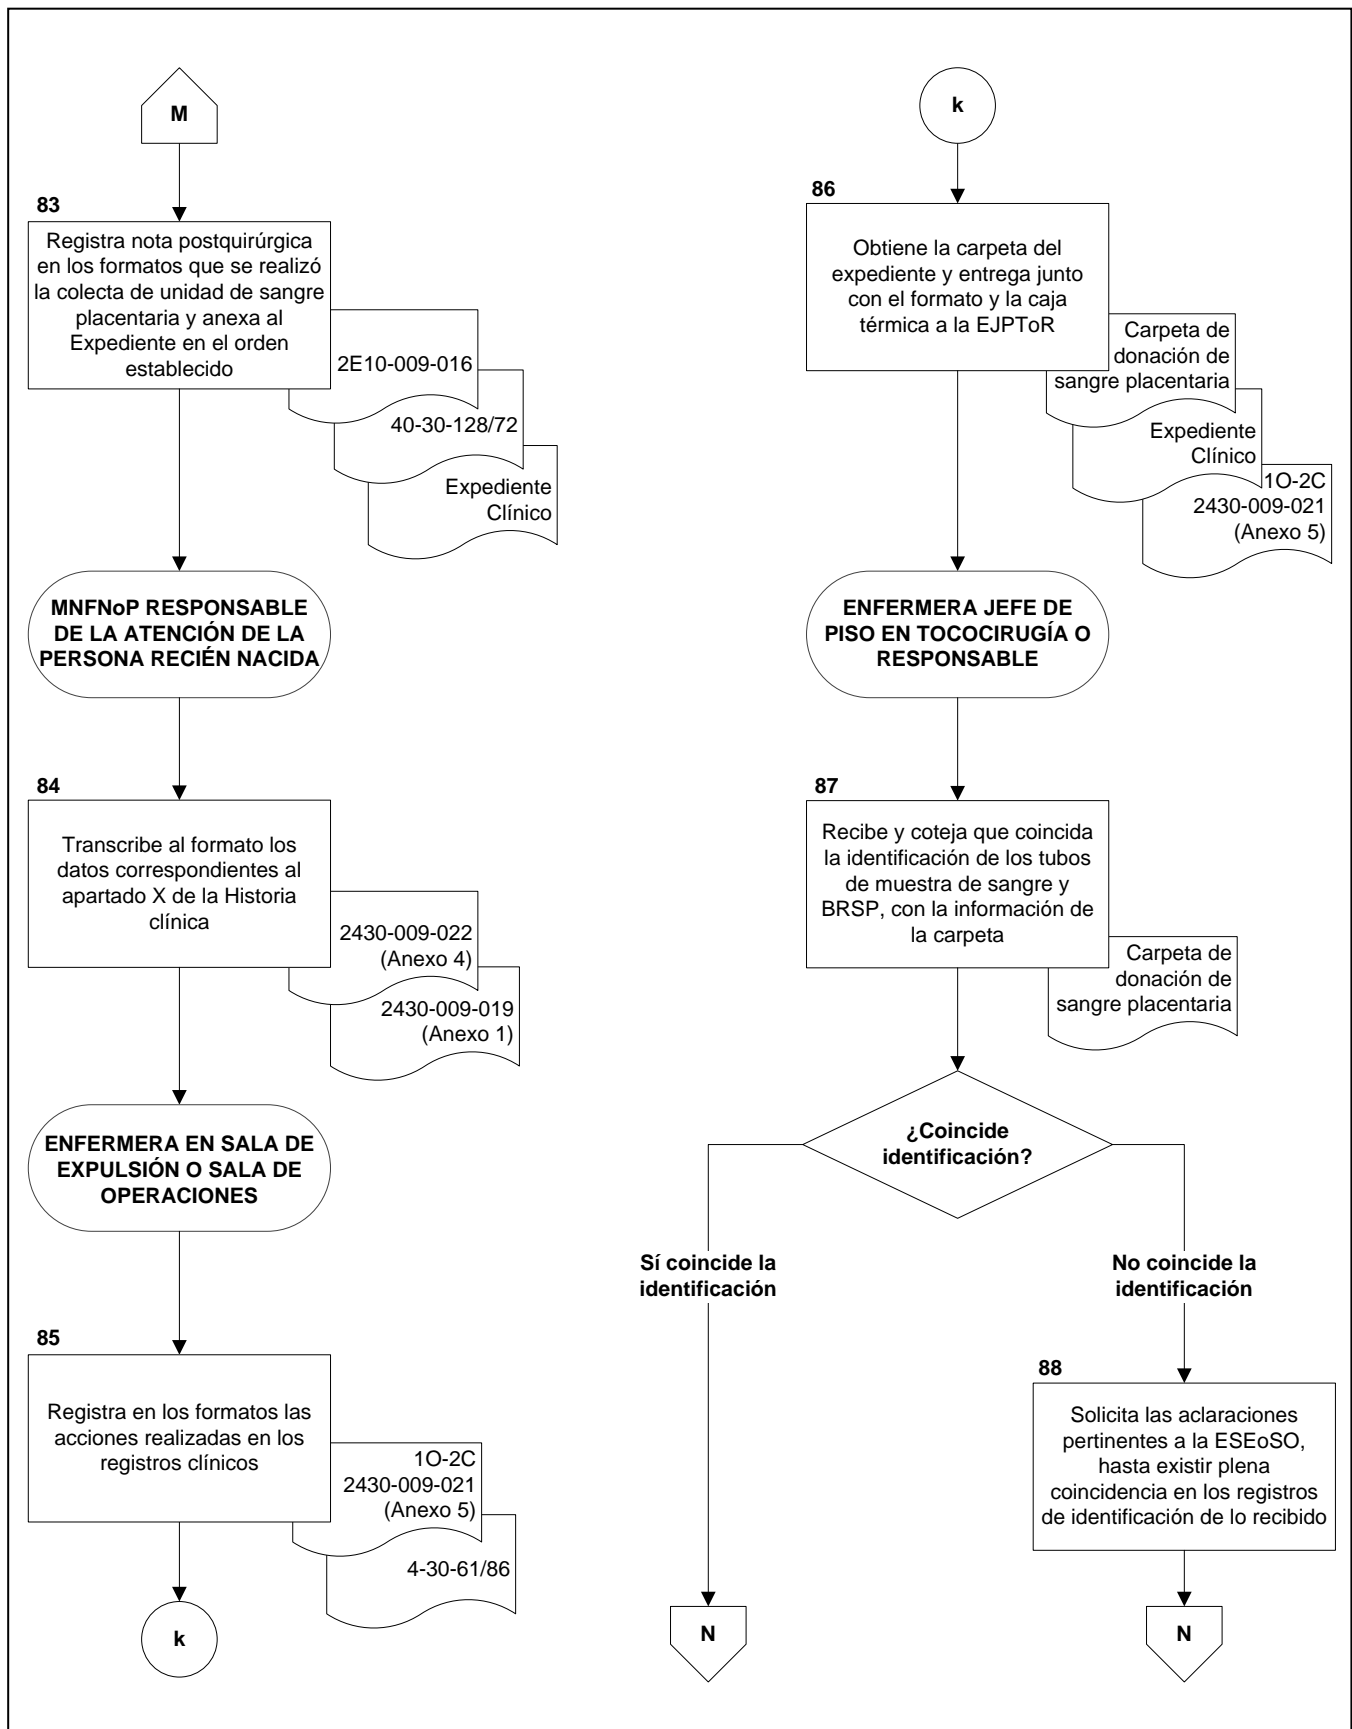 M
83
Registra nota postquirúrgica
en los formatos que se realizó
la colecta de unidad de sangre
placentaria y anexa al
Expediente en el orden
establecido
2E10-009-016
40-30-128/72
Expediente
Clínico
MNFNoP RESPONSABLE
DE LA ATENCIÓN DE LA
PERSONA RECIÉN NACIDA
84
Transcribe al formato los
datos correspondientes al
apartado X de la Historia
clínica
2430-009-022
(Anexo 4)
2430-009-019
(Anexo 1)
ENFERMERA EN SALA DE
EXPULSIÓN O SALA DE
OPERACIONES
85
Registra en los formatos las
acciones realizadas en los
registros clínicos
1O-2C
2430-009-021
(Anexo 5)
4-30-61/86
k
k
86
Obtiene la carpeta del
expediente y entrega junto
con el formato y la caja
térmica a la EJPToR
Carpeta de
donación de
sangre placentaria
Expediente
Clínico
1O-2C
2430-009-021
(Anexo 5)
ENFERMERA JEFE DE
PISO EN TOCOCIRUGÍA O
RESPONSABLE
87
Recibe y coteja que coincida
la identificación de los tubos
de muestra de sangre y
BRSP, con la información de
la carpeta
Carpeta de
donación de
sangre placentaria
¿Coincide
identificación?
Sí coincide la
identificación
N
No coincide la
identificación
88
Solicita las aclaraciones
pertinentes a la ESEoSO,
hasta existir plena
coincidencia en los registros
de identificación de lo recibido
N